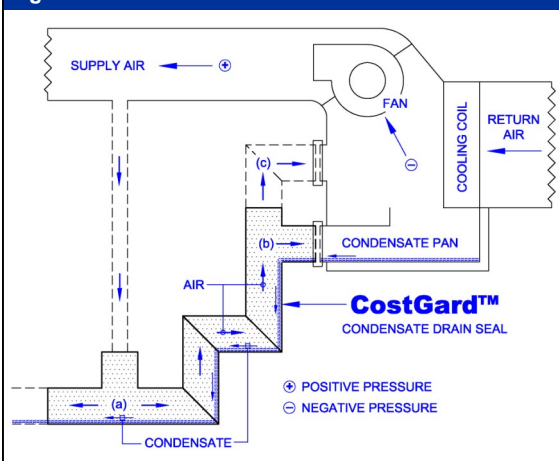 SUPPLY AIR
+
FAN
COOLING COIL
RETURN
AIR
−
(c)
(b)
CONDENSATE PAN
AIR
CostGard™
CONDENSATE DRAIN SEAL
(a)
+ POSITIVE PRESSURE
− NEGATIVE PRESSURE
CONDENSATE